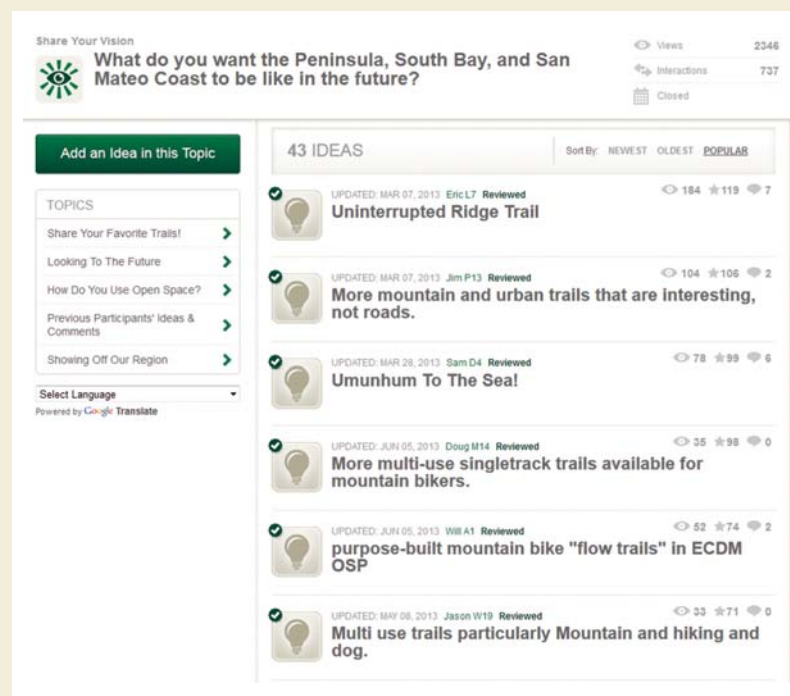 Share Your Vision
What do you want the Peninsula, South Bay, and San
Mateo Coast to be like in the future?
Views 2346
Interactions 737
Closed
Add an Idea in this Topic
TOPICS
Share Your Favorite Trails!
Looking To The Future
How Do You Use Open Space?
Previous Participants' Ideas &
Comments
Showing Off Our Region
Select Language
Powered by Google Translate
43 IDEAS
Sort By: NEWEST OLDEST POPULAR
UPDATED: MAR 07, 2013 Eric L7 Reviewed
184 119 7
Uninterrupted Ridge Trail
UPDATED: MAR 07, 2013 Jim P13 Reviewed
104 106 2
More mountain and urban trails that are interesting,
not roads.
UPDATED: MAR 28, 2013 Sam D4 Reviewed
78 99 6
Umunhum To The Sea!
UPDATED: JUN 05, 2013 Doug M14 Reviewed
35 98 0
More multi-use singletrack trails available for
mountain bikers.
UPDATED: JUN 05, 2013 Will A1 Reviewed
52 74 2
purpose-built mountain bike "flow trails" in ECDM
OSP
UPDATED: MAY 08, 2013 Jason W19 Reviewed
33 71 0
Multi use trails particularly Mountain and hiking and
dog.